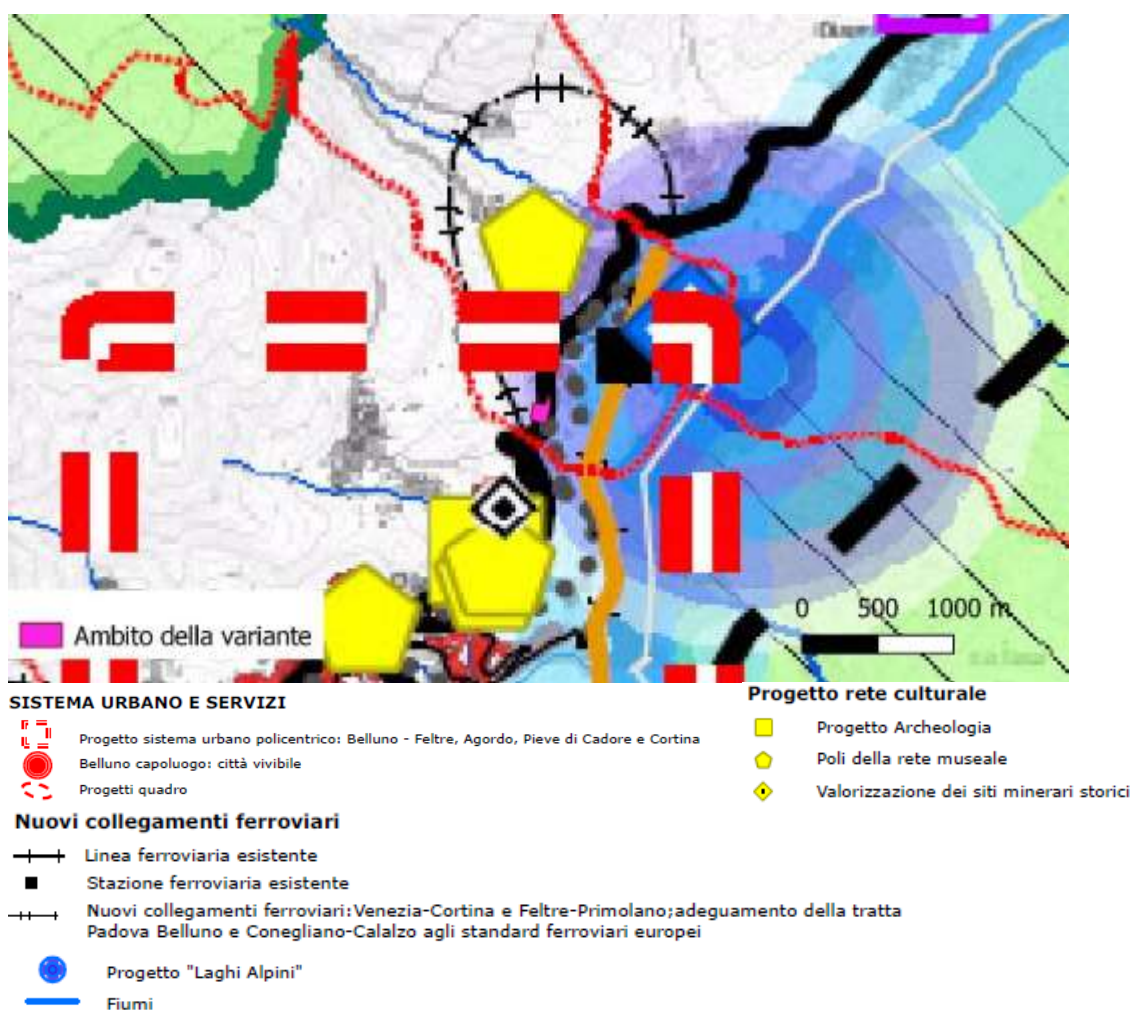 0 500 1000 m
Ambito della variante
SISTEMA URBANO E SERVIZI
Progetto sistema urbano policentrico: Belluno - Feltre, Agordo, Pieve di Cadore e Cortina
Belluno capoluogo: città vivibile
Progetti quadro
Nuovi collegamenti ferroviari
Linea ferroviaria esistente
Stazione ferroviaria esistente
Nuovi collegamenti ferroviari:Venezia-Cortina e Feltre-Primolano;adeguamento della tratta
Padova Belluno e Conegliano-Calalzo agli standard ferroviari europei
Progetto "Laghi Alpini"
Fiumi
Progetto rete culturale
Progetto Archeologia
Poli della rete museale
Valorizzazione dei siti minerari storici